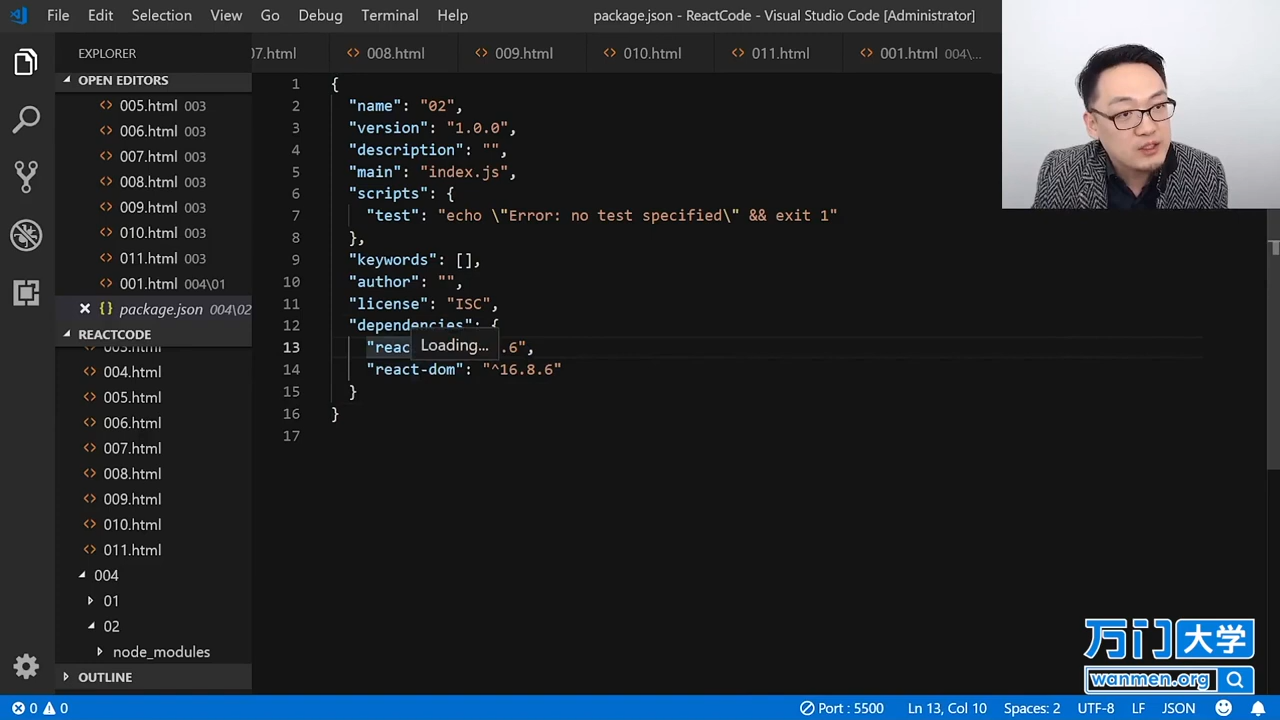 File Edit Selection View Go Debug Terminal Help package.json - ReactCode - Visual Studio Code [Administrator]
EXPLORER
07.html 008.html 009.html 010.html 011.html 001.html 004\...
OPEN EDITORS
005.html 003
006.html 003
007.html 003
008.html 003
009.html 003
010.html 003
011.html 003
001.html 004\01
{} package.json 004\02
REACTCODE
003.html
004.html
005.html
006.html
007.html
008.html
009.html
010.html
011.html
004
01
02
node_modules
OUTLINE
1 {
2 "name": "02",
3 "version": "1.0.0",
4 "description": "",
5 "main": "index.js",
6 "scripts": {
7 "test": "echo \"Error: no test specified\" && exit 1"
8 },
9 "keywords": [],
10 "author": "",
11 "license": "ISC",
12 "dependencies": {
13 "reac Loading... .6",
14 "react-dom": "^16.8.6"
15 }
16 }
17
万门大学
wanmen.org
0 0 Port : 5500 Ln 13, Col 10 Spaces: 2 UTF-8 LF JSON